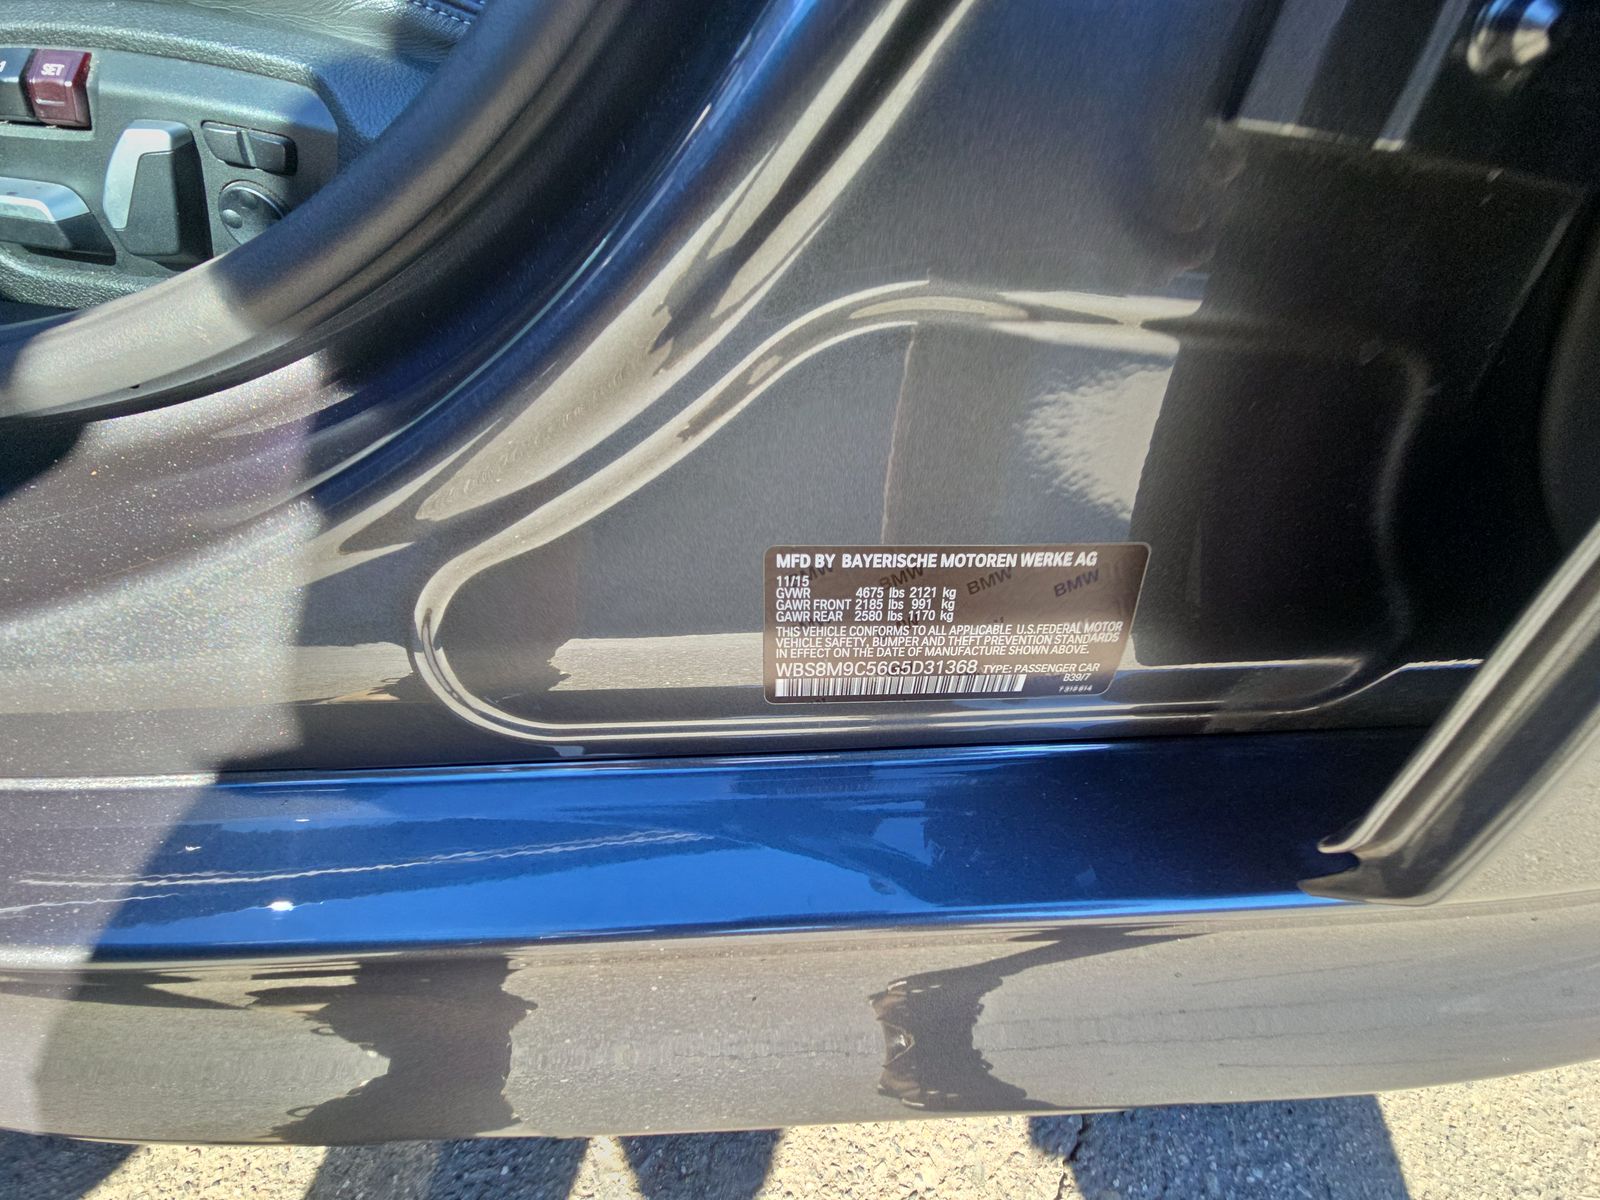 SET
MFD BY BAYERISCHE MOTOREN WERKE AG
11/15
GVWR 4675 lbs 2121 kg
GAWR FRONT 2185 lbs 991 kg
GAWR REAR 2580 lbs 1170 kg
THIS VEHICLE CONFORMS TO ALL APPLICABLE U.S.FEDERAL MOTOR
VEHICLE SAFETY, BUMPER AND THEFT PREVENTION STANDARDS
IN EFFECT ON THE DATE OF MANUFACTURE SHOWN ABOVE.
WBS8M9C56G5D31368 TYPE: PASSENGER CAR
B39/7
BMW BMW BMW